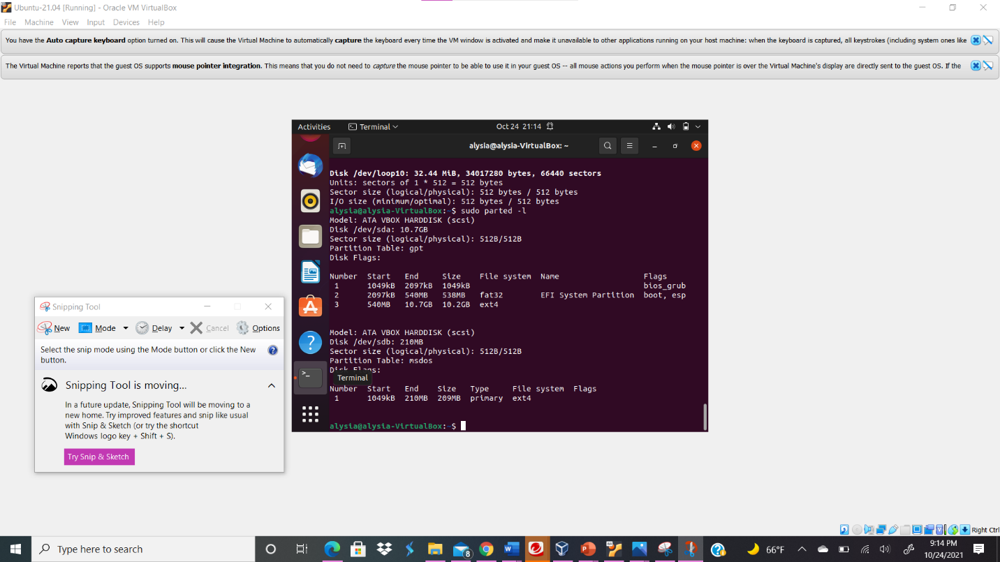 Ubuntu-21.04 [Running] - Oracle VM VirtualBox
File Machine View Input Devices Help
You have the Auto capture keyboard option turned on. This will cause the Virtual Machine to automatically capture the keyboard every time the VM window is activated and make it unavailable to other applications running on your host machine: when the keyboard is captured, all keystrokes (including system ones like
The Virtual Machine reports that the guest OS supports mouse pointer integration. This means that you do not need to capture the mouse pointer to be able to use it in your guest OS -- all mouse actions you perform when the mouse pointer is over the Virtual Machine's display are directly sent to the guest OS. If the
Activities Terminal Oct 24 21:14
alysia@alysia-VirtualBox: ~
Disk /dev/loop10: 32.44 MiB, 34017280 bytes, 66440 sectors
Units: sectors of 1 * 512 = 512 bytes
Sector size (logical/physical): 512 bytes / 512 bytes
I/O size (minimum/optimal): 512 bytes / 512 bytes
alysia@alysia-VirtualBox:~$ sudo parted -l
Model: ATA VBOX HARDDISK (scsi)
Disk /dev/sda: 10.7GB
Sector size (logical/physical): 512B/512B
Partition Table: gpt
Disk Flags:
Number Start End Size File system Name Flags
1 1049kB 2097kB 1049kB bios_grub
2 2097kB 540MB 538MB fat32 EFI System Partition boot, esp
3 540MB 10.7GB 10.2GB ext4
Model: ATA VBOX HARDDISK (scsi)
Disk /dev/sdb: 210MB
Sector size (logical/physical): 512B/512B
Partition Table: msdos
Disk Flags:
Terminal
Number Start End Size Type File system Flags
1 1049kB 210MB 209MB primary ext4
alysia@alysia-VirtualBox:~$
Snipping Tool
New Mode Delay Cancel Options
Select the snip mode using the Mode button or click the New
button.
Snipping Tool is moving...
In a future update, Snipping Tool will be moving to a
new home. Try improved features and snip like usual
with Snip & Sketch (or try the shortcut
Windows logo key + Shift + S).
Try Snip & Sketch
Right Ctrl
Type here to search
8
66°F
9:14 PM
10/24/2021